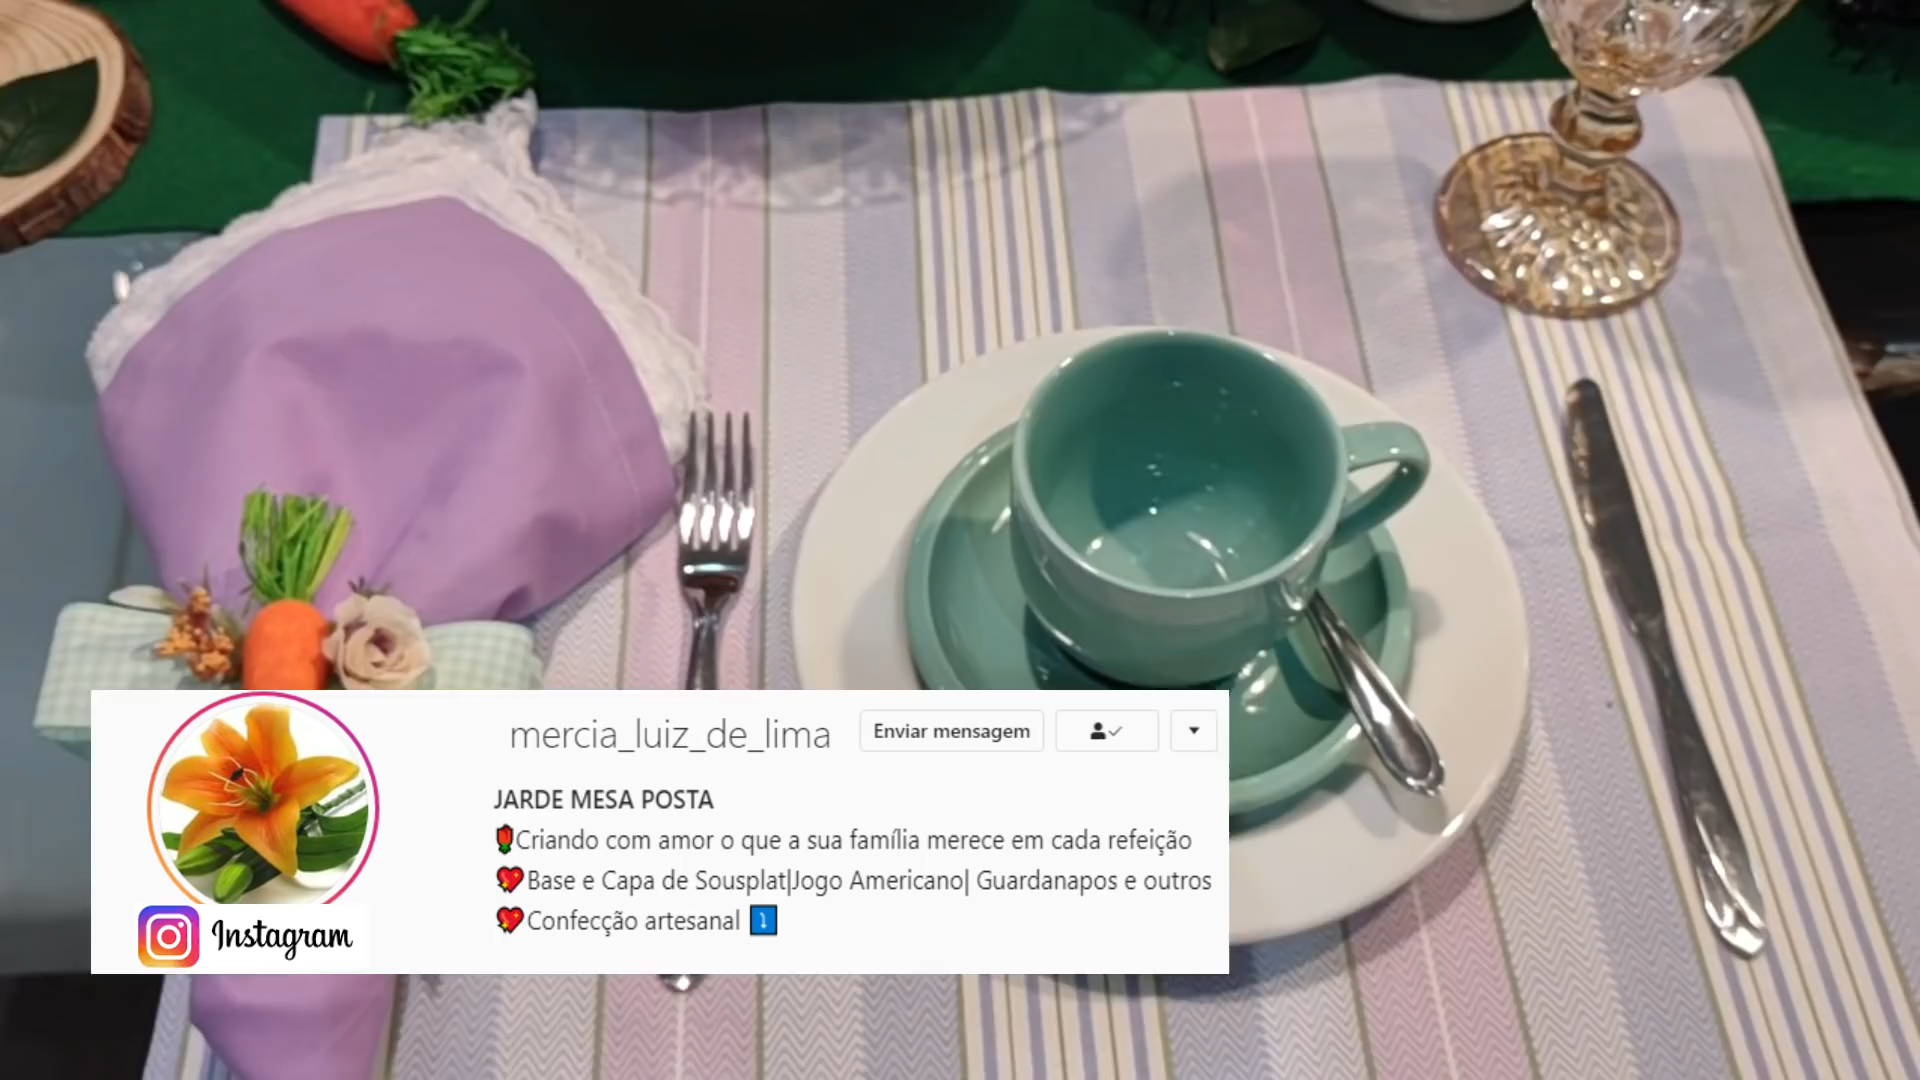 mercia_luiz_de_lima
Enviar mensagem
JARDE MESA POSTA
🌹Criando com amor o que a sua família merece em cada refeição
💖Base e Capa de Sousplat|Jogo Americano| Guardanapos e outros
💖Confecção artesanal ⤵️
Instagram